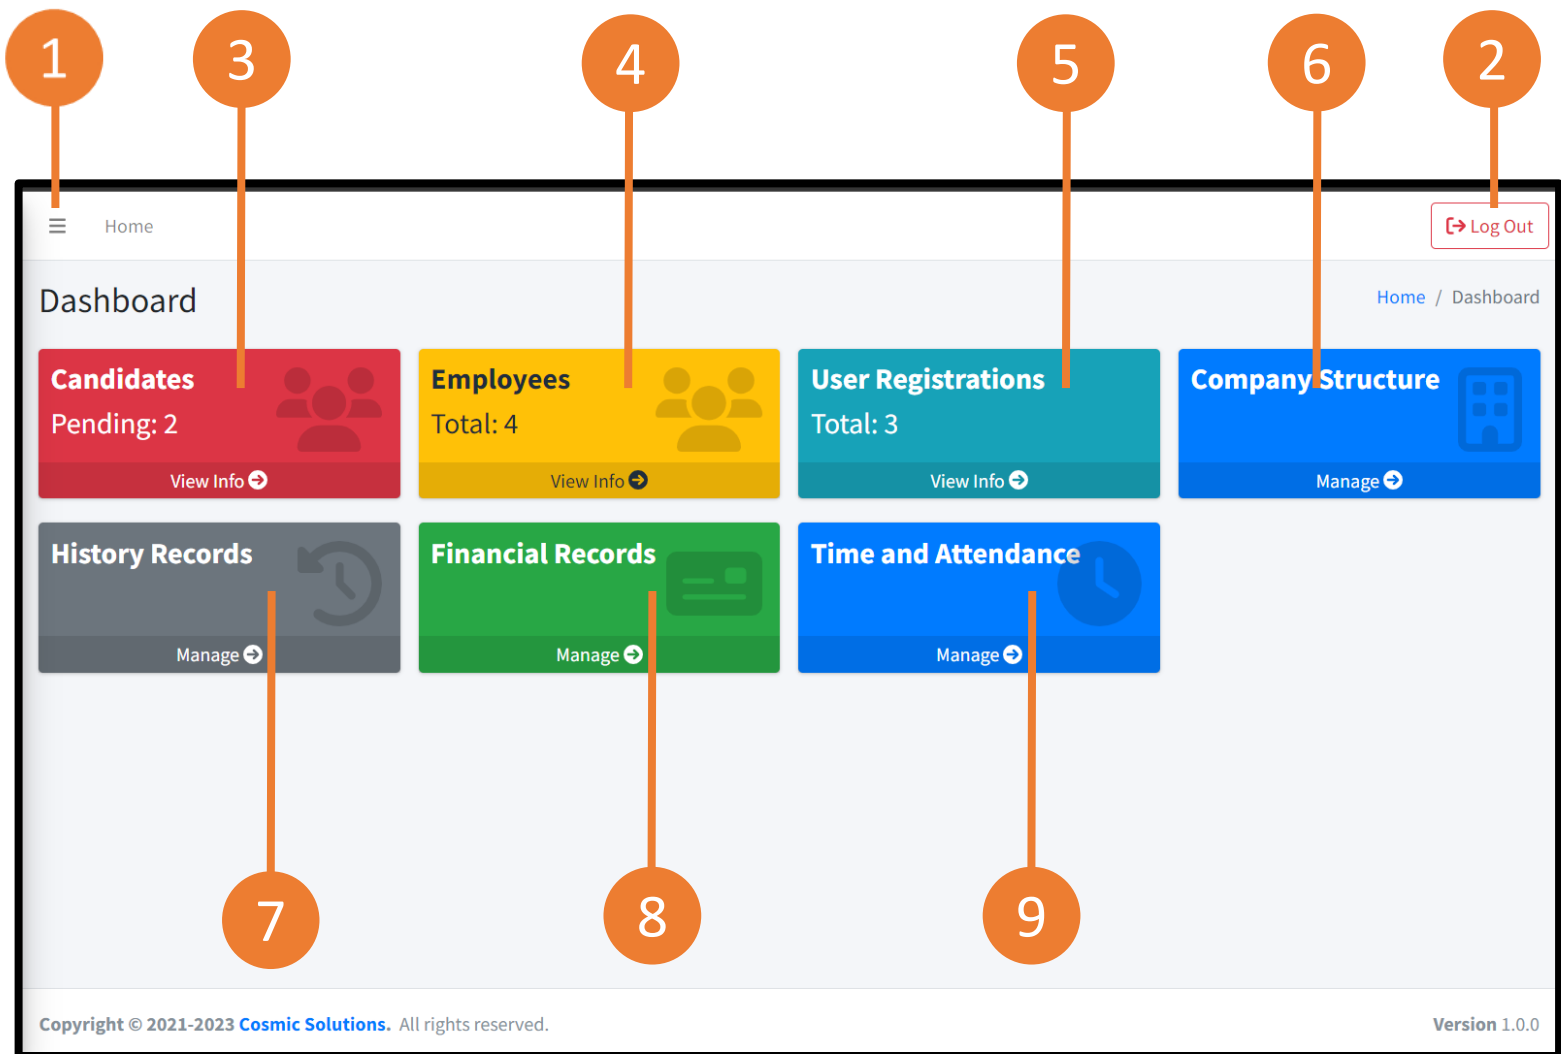 1 3 4 5 6 2
Home
Log Out
Dashboard
Home / Dashboard
Candidates
Pending: 2
View Info
Employees
Total: 4
View Info
User Registrations
Total: 3
View Info
Company Structure
Manage
History Records
Manage
Financial Records
Manage
Time and Attendance
Manage
7 8 9
Copyright © 2021-2023 Cosmic Solutions. All rights reserved.
Version 1.0.0